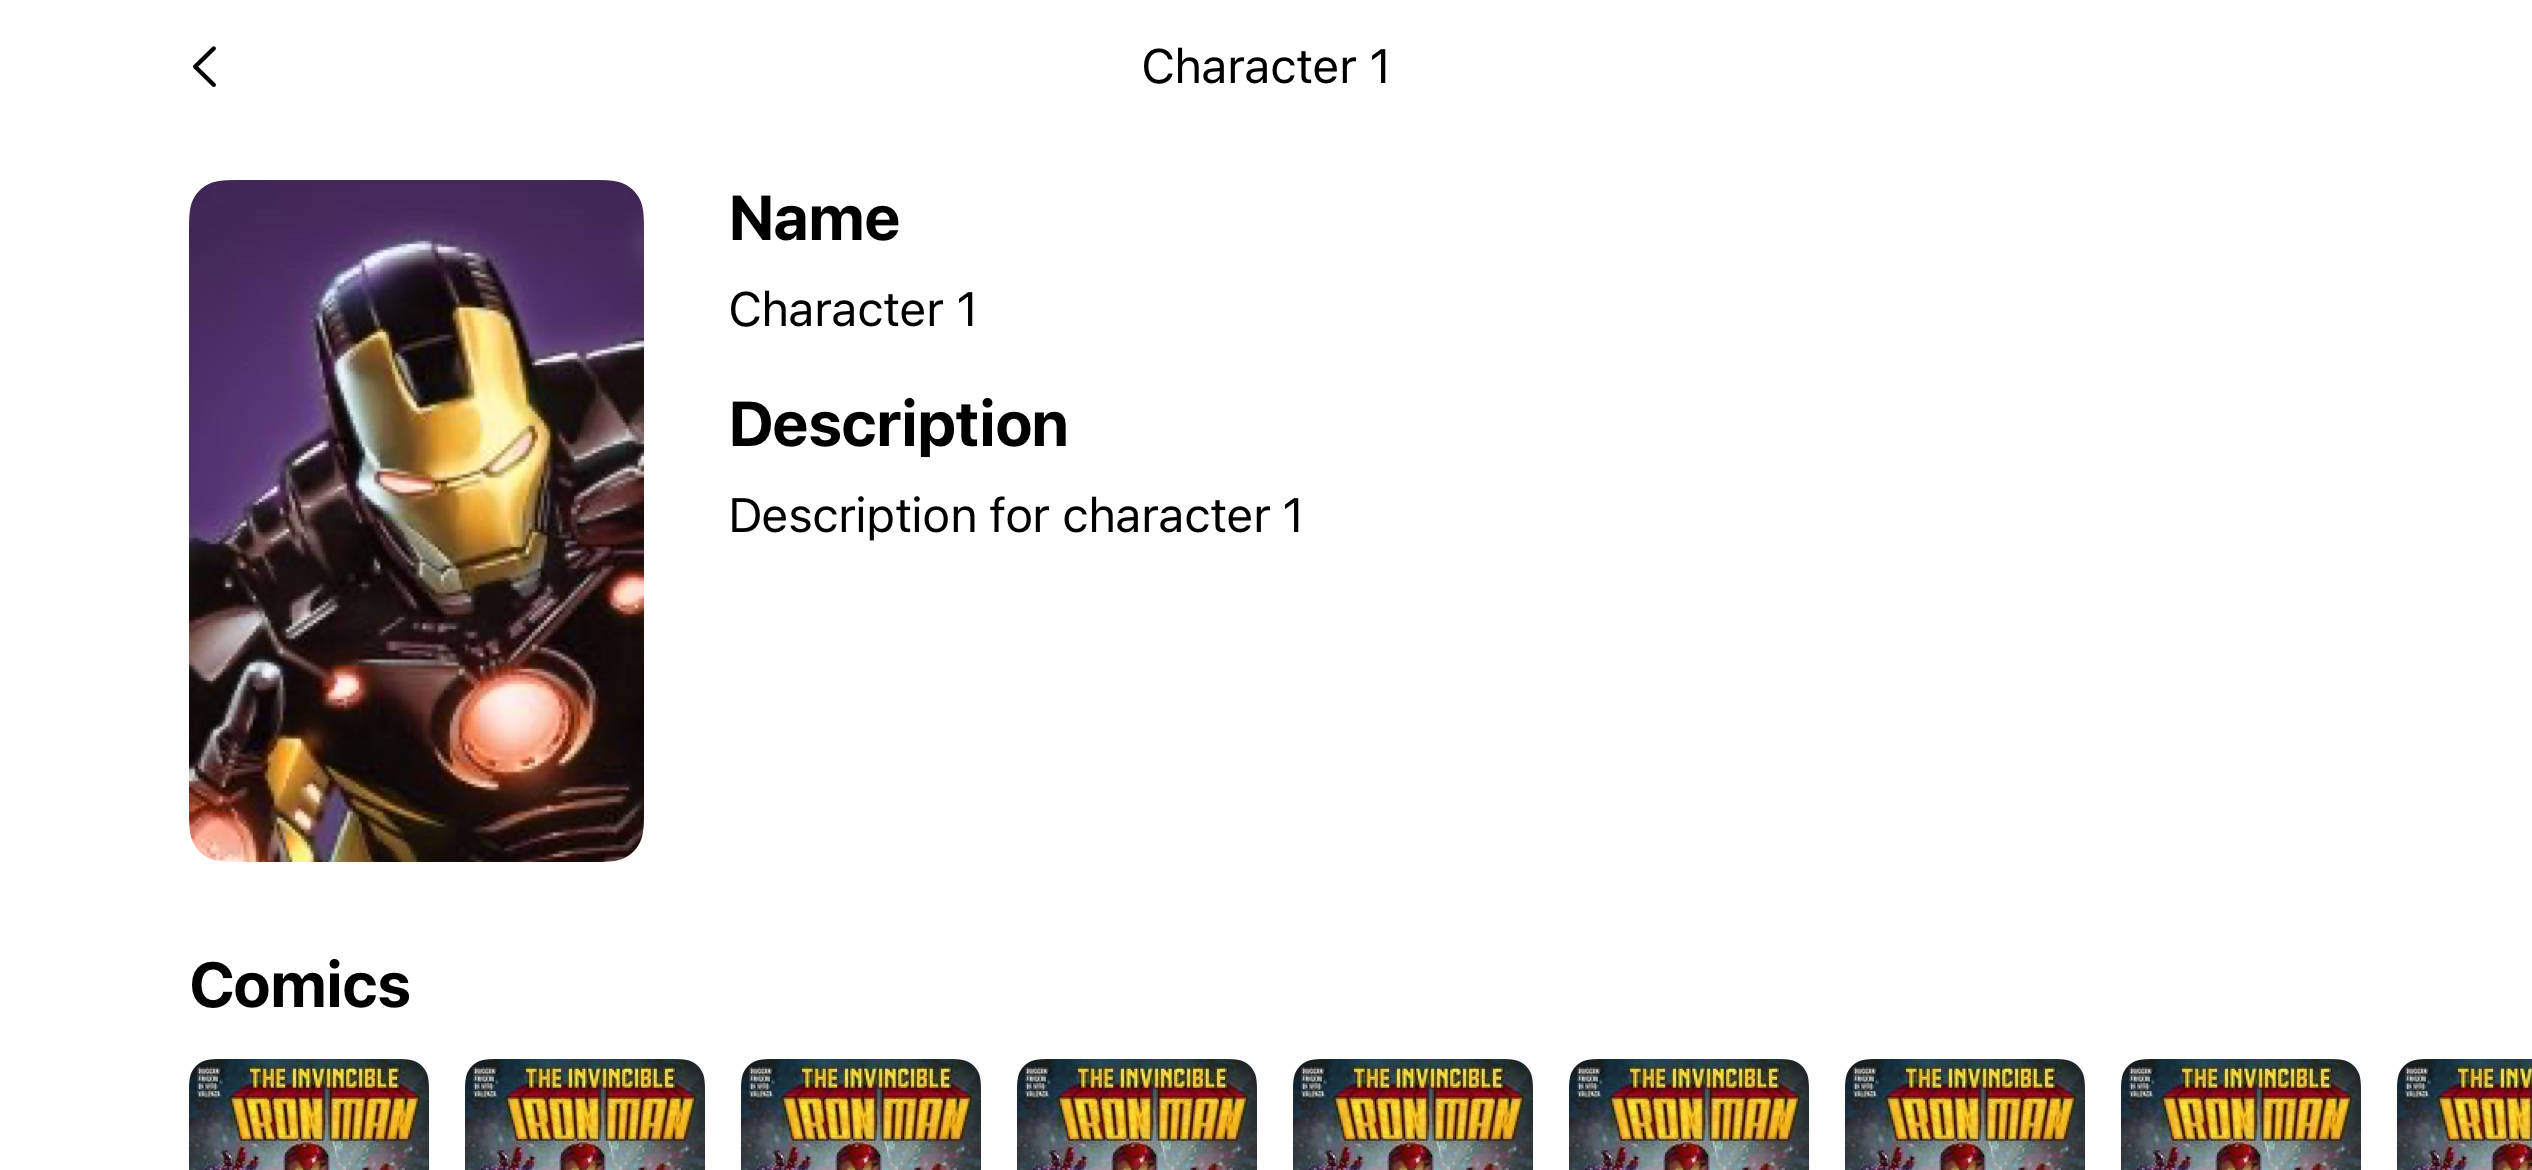 Character 1
Name
Character 1
Description
Description for character 1
Comics
THE INVINCIBLE
IRON MAN
THE INVINCIBLE
IRON MAN
THE INVINCIBLE
IRON MAN
THE INVINCIBLE
IRON MAN
THE INVINCIBLE
IRON MAN
THE INVINCIBLE
IRON MAN
THE INVINCIBLE
IRON MAN
THE INVINCIBLE
IRON MAN
THE INV
IRON